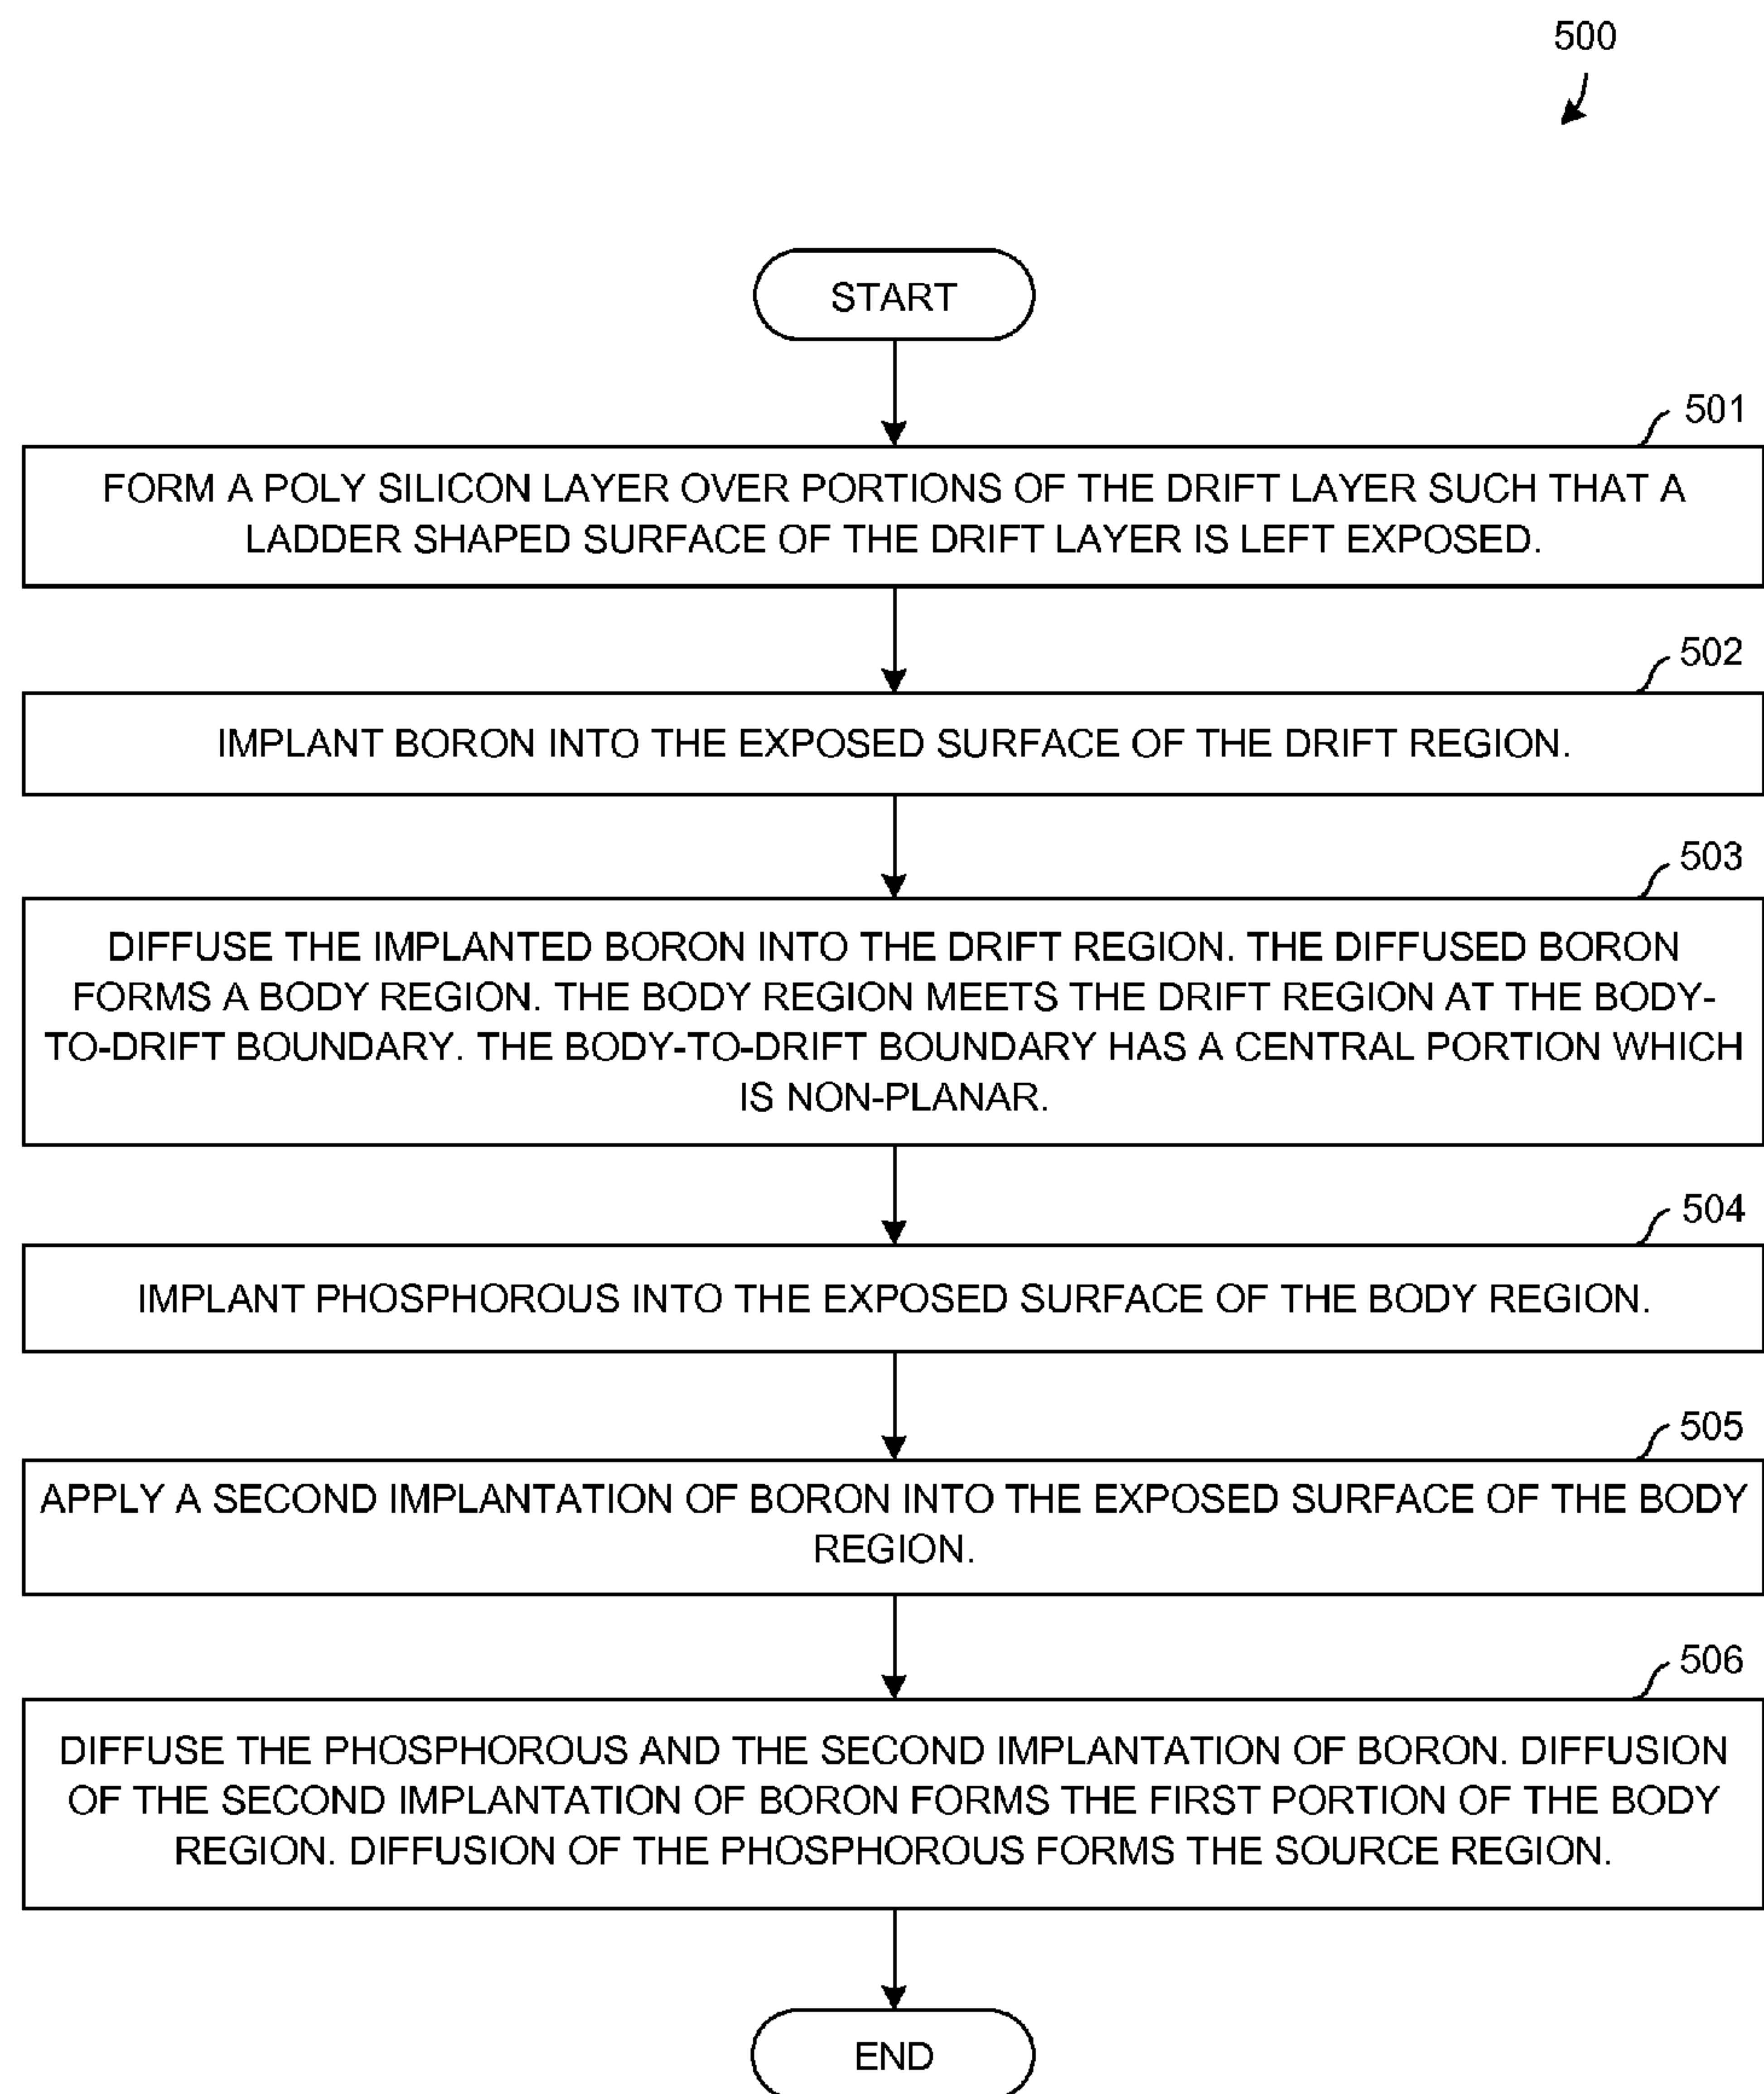 500
START
501
FORM A POLY SILICON LAYER OVER PORTIONS OF THE DRIFT LAYER SUCH THAT A
LADDER SHAPED SURFACE OF THE DRIFT LAYER IS LEFT EXPOSED.
502
IMPLANT BORON INTO THE EXPOSED SURFACE OF THE DRIFT REGION.
503
DIFFUSE THE IMPLANTED BORON INTO THE DRIFT REGION. THE DIFFUSED BORON
FORMS A BODY REGION. THE BODY REGION MEETS THE DRIFT REGION AT THE BODY-
TO-DRIFT BOUNDARY. THE BODY-TO-DRIFT BOUNDARY HAS A CENTRAL PORTION WHICH
IS NON-PLANAR.
504
IMPLANT PHOSPHOROUS INTO THE EXPOSED SURFACE OF THE BODY REGION.
505
APPLY A SECOND IMPLANTATION OF BORON INTO THE EXPOSED SURFACE OF THE BODY
REGION.
506
DIFFUSE THE PHOSPHOROUS AND THE SECOND IMPLANTATION OF BORON. DIFFUSION
OF THE SECOND IMPLANTATION OF BORON FORMS THE FIRST PORTION OF THE BODY
REGION. DIFFUSION OF THE PHOSPHOROUS FORMS THE SOURCE REGION.
END